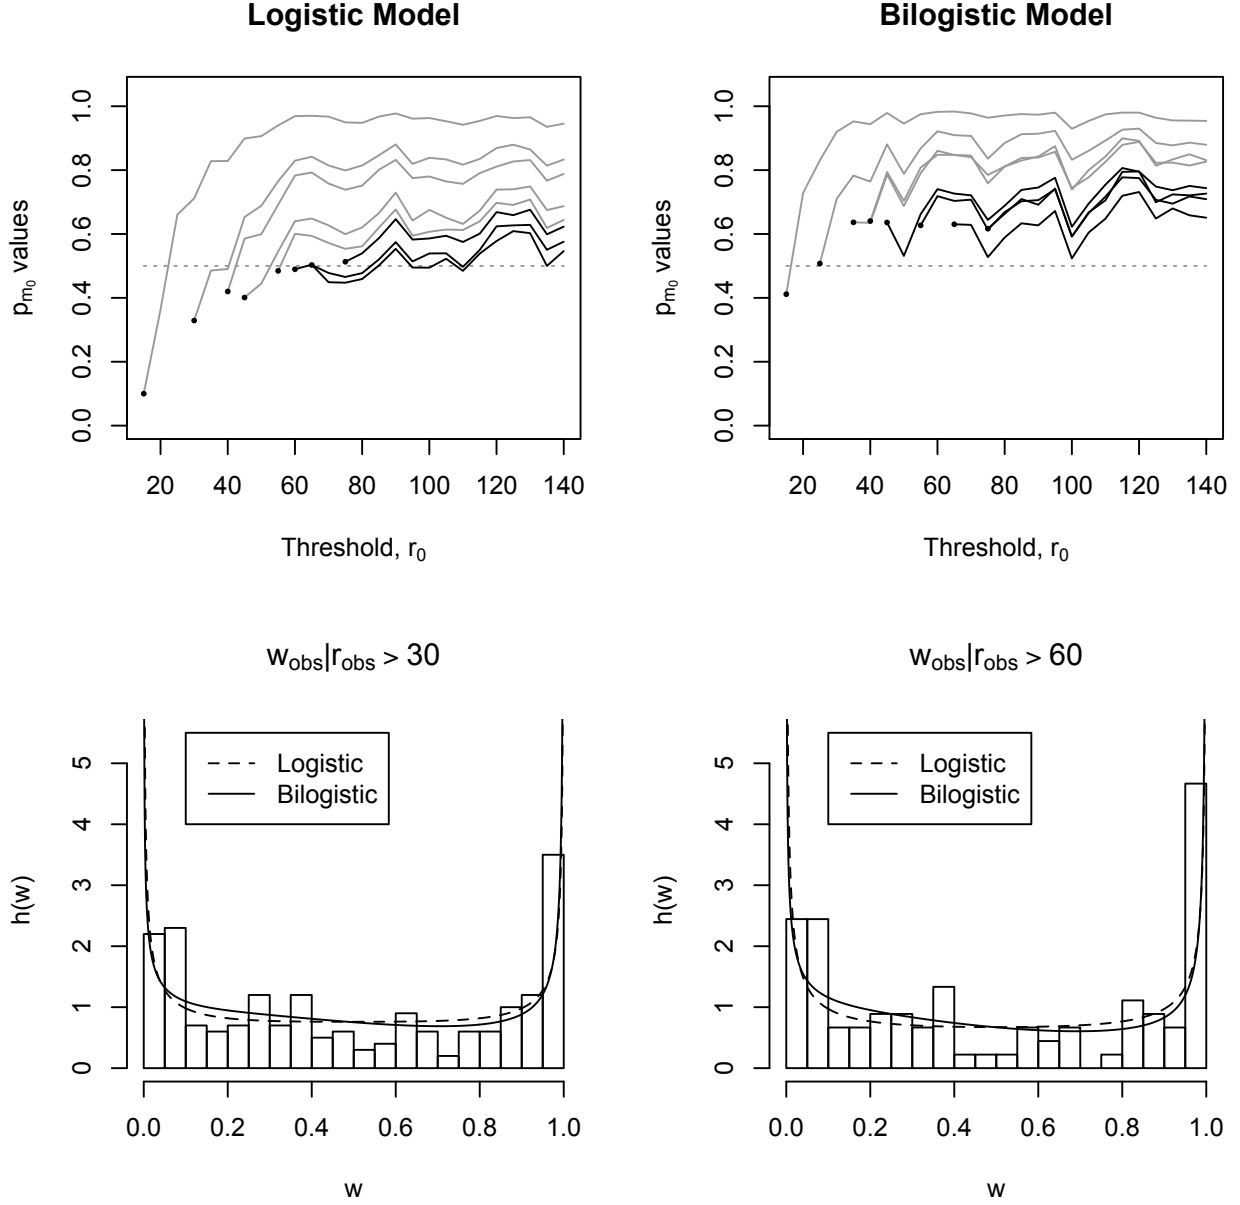 Logistic Model
p_{m_0} values
1.0
0.8
0.6
0.4
0.2
0.0
20 40 60 80 100 120 140
Threshold, r_0
Bilogistic Model
p_{m_0} values
1.0
0.8
0.6
0.4
0.2
0.0
20 40 60 80 100 120 140
Threshold, r_0
w_{obs}|r_{obs} > 30
h(w)
5
4
3
2
1
0
Logistic
Bilogistic
0.0 0.2 0.4 0.6 0.8 1.0
w
w_{obs}|r_{obs} > 60
h(w)
5
4
3
2
1
0
Logistic
Bilogistic
0.0 0.2 0.4 0.6 0.8 1.0
w